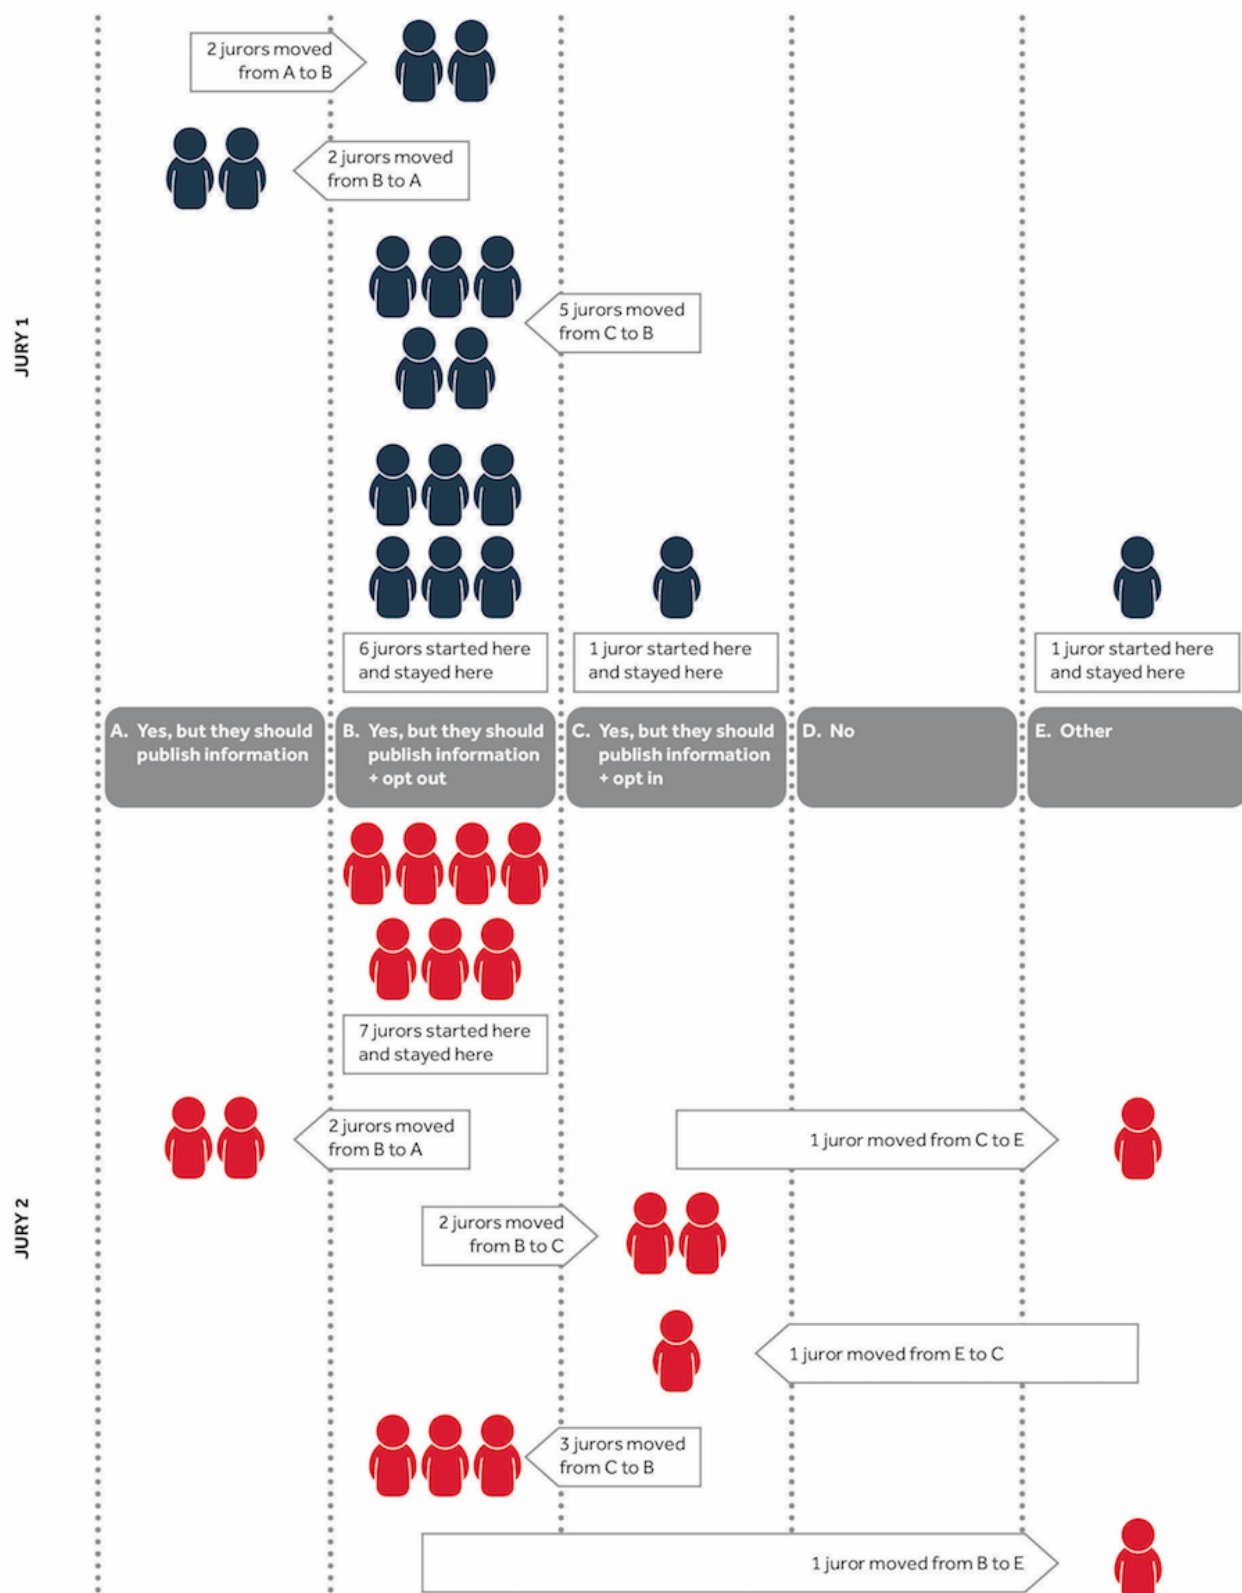 2 jurors moved
from A to B
2 jurors moved
from B to A
JURY 1
5 jurors moved
from C to B
6 jurors started here
and stayed here
1 juror started here
and stayed here
1 juror started here
and stayed here
A. Yes, but they should
publish information
B. Yes, but they should
publish information
+ opt out
C. Yes, but they should
publish information
+ opt in
D. No
E. Other
7 jurors started here
and stayed here
JURY 2
2 jurors moved
from B to A
1 juror moved from C to E
2 jurors moved
from B to C
1 juror moved from E to C
3 jurors moved
from C to B
1 juror moved from B to E